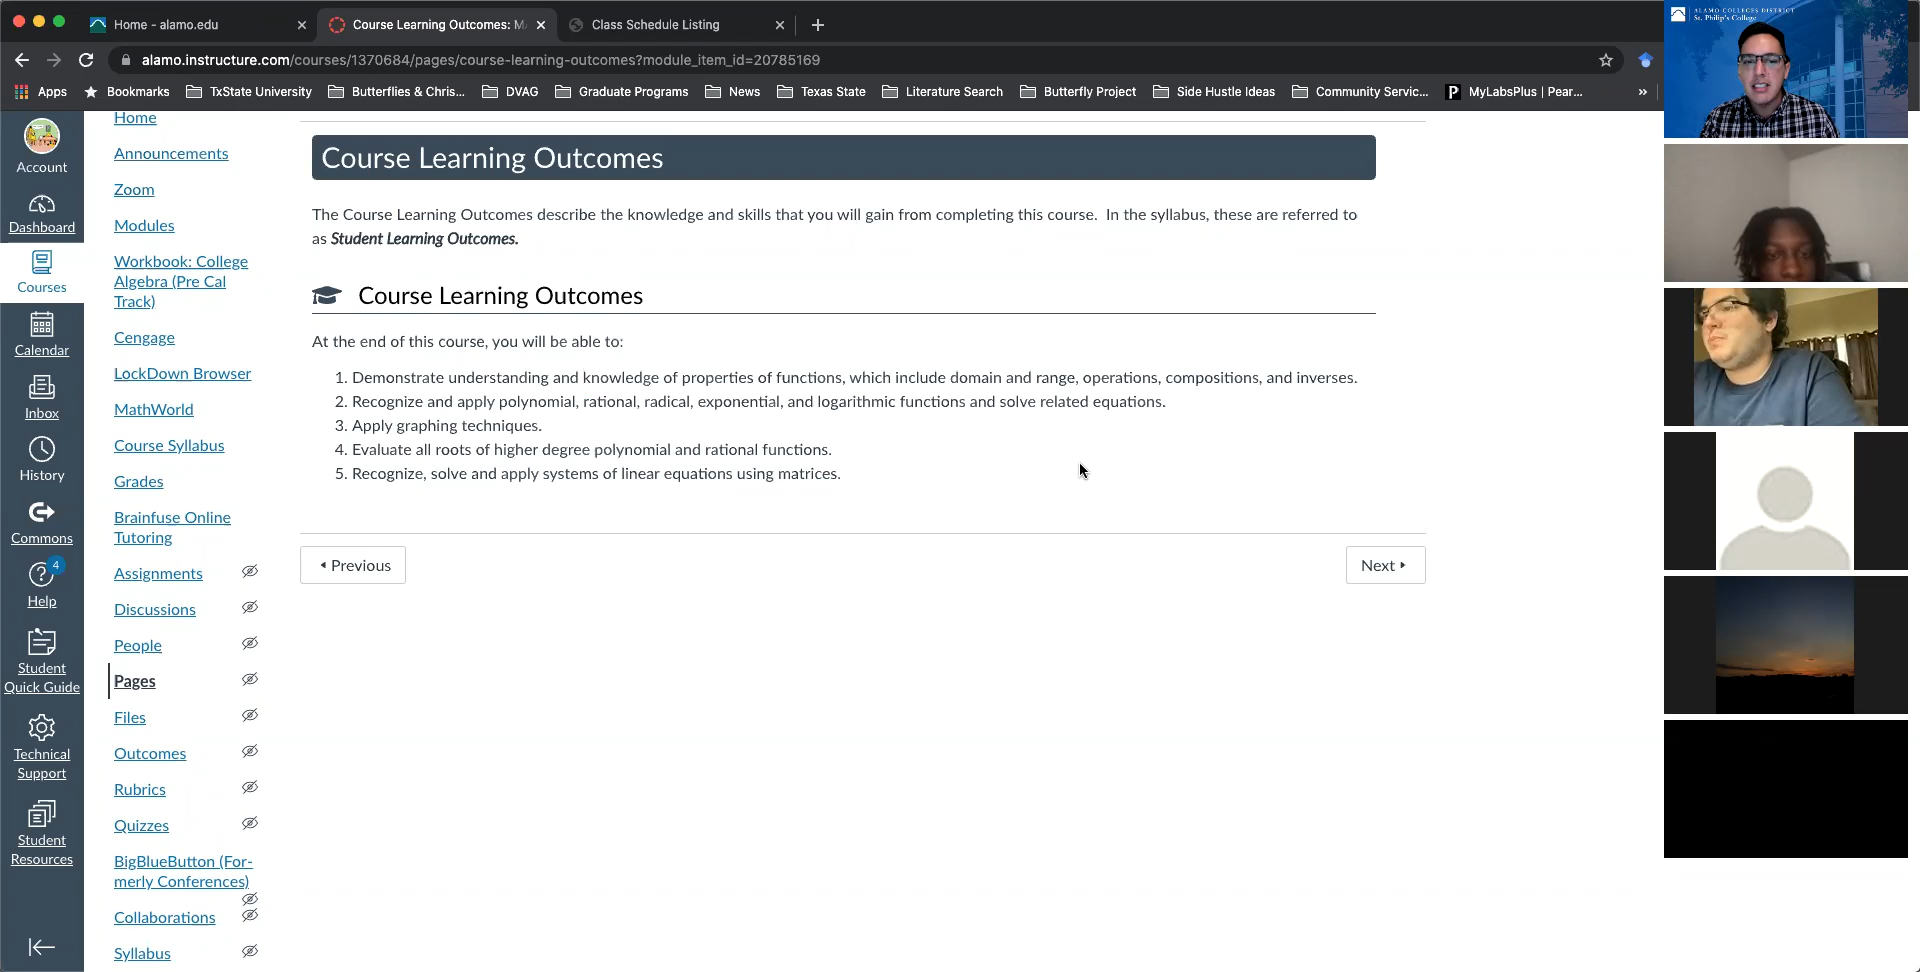 Home - alamo.edu
Course Learning Outcomes: M
Class Schedule Listing
alamo.instructure.com/courses/1370684/pages/course-learning-outcomes?module_item_id=20785169
Apps
Bookmarks
TxState University
Butterflies & Chris...
DVAG
Graduate Programs
News
Texas State
Literature Search
Butterfly Project
Side Hustle Ideas
Community Servic...
MyLabsPlus | Pear...
»
ALAMO COLLEGES DISTRICT
St. Philip's College
Account
Dashboard
Courses
Calendar
Inbox
History
Commons
4
Help
Student
Quick Guide
Technical
Support
Student
Resources
Home
Announcements
Zoom
Modules
Workbook: College
Algebra (Pre Cal
Track)
Cengage
LockDown Browser
MathWorld
Course Syllabus
Grades
Brainfuse Online
Tutoring
Assignments
Discussions
People
Pages
Files
Outcomes
Rubrics
Quizzes
BigBlueButton (For-
merly Conferences)
Collaborations
Syllabus
Course Learning Outcomes
The Course Learning Outcomes describe the knowledge and skills that you will gain from completing this course. In the syllabus, these are referred to
as Student Learning Outcomes.
Course Learning Outcomes
At the end of this course, you will be able to:
1. Demonstrate understanding and knowledge of properties of functions, which include domain and range, operations, compositions, and inverses.
2. Recognize and apply polynomial, rational, radical, exponential, and logarithmic functions and solve related equations.
3. Apply graphing techniques.
4. Evaluate all roots of higher degree polynomial and rational functions.
5. Recognize, solve and apply systems of linear equations using matrices.
Previous
Next